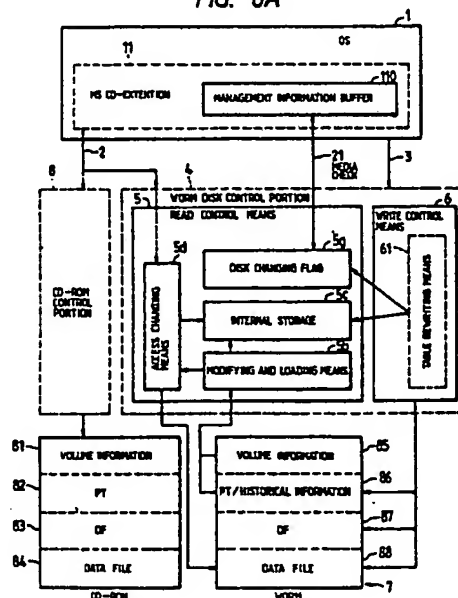 FIG. 6A
1
OS
11
110
MS CD-EXTENTION
MANAGEMENT INFORMATION BUFFER
2
21
3
MEDIA CHECK
8
4
WORM DISK CONTROL PORTION
6
5
READ CONTROL MEANS
WRITE CONTROL MEANS
5d
5g
61
DISK CHANGING FLAG
CD-ROM CONTROL PORTION
ACCESS CHANGING MEANS
5c
INTERNAL STORAGE
TABLE REWRITING MEANS
5b
MODIFYING AND LOADING MEANS
81
VOLUME INFORMATION
VOLUME INFORMATION
85
82
PT
PT/HISTORICAL INFORMATION
86
83
DF
DF
87
84
DATA FILE
DATA FILE
88
CD-ROM
WORM
7